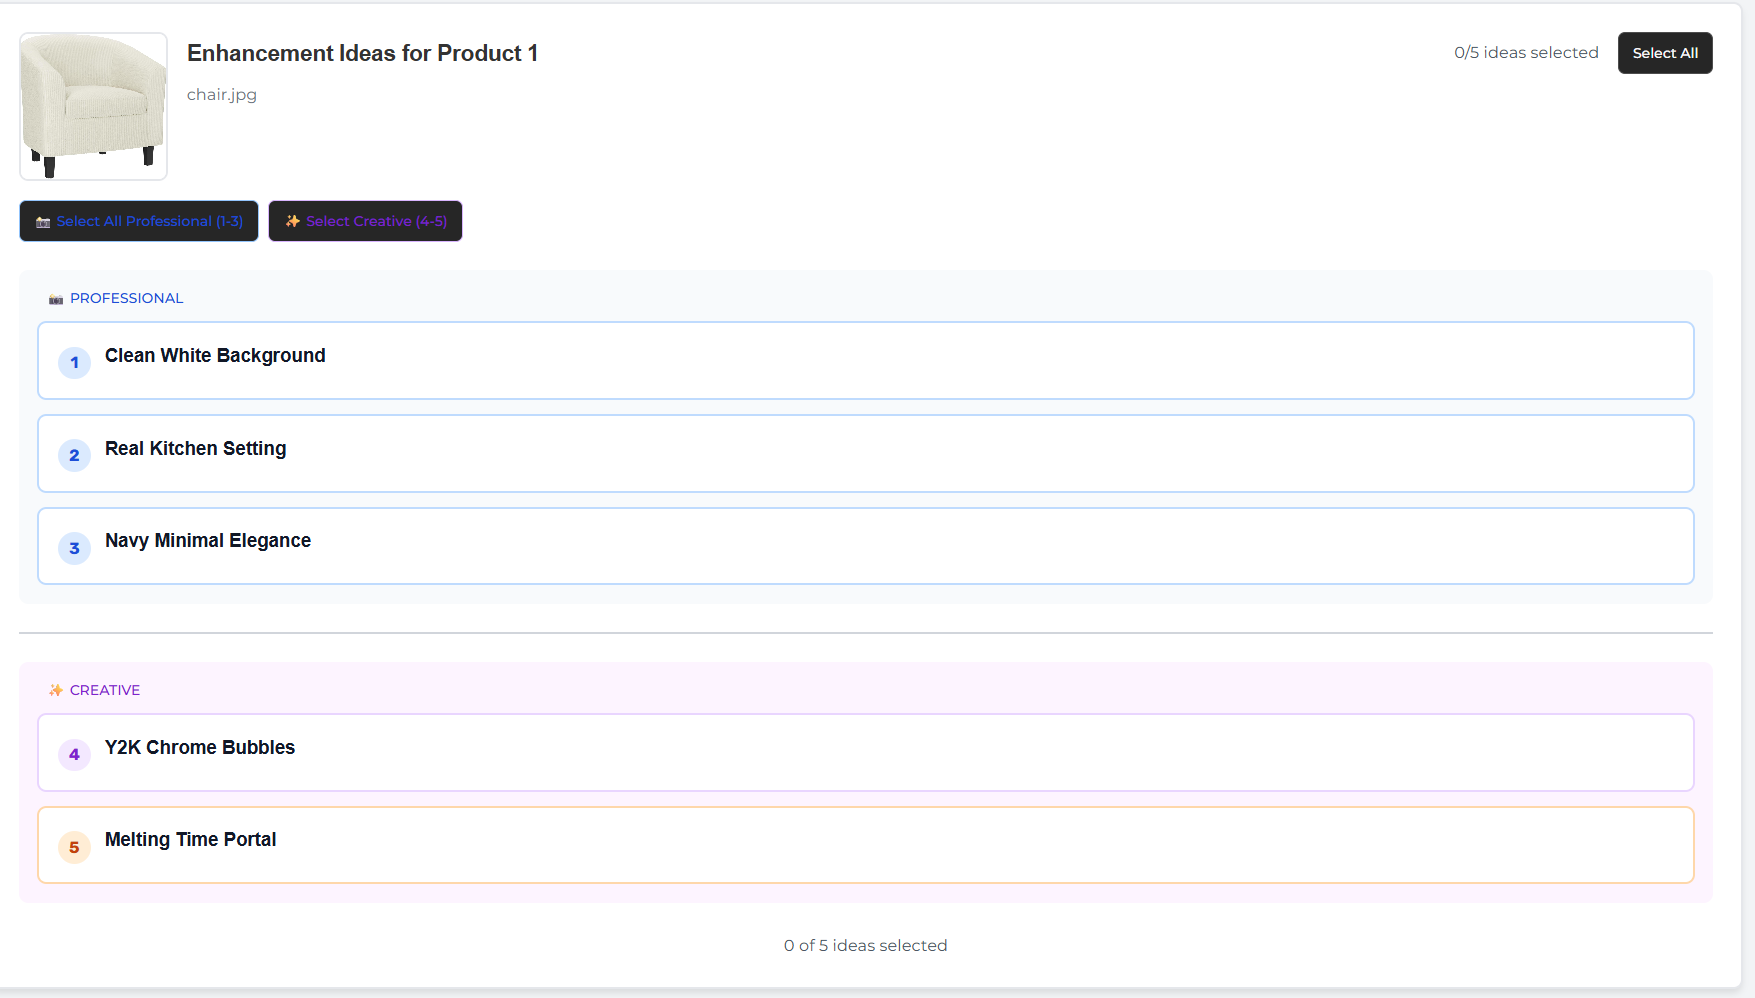 Enhancement Ideas for Product 1
0/5 ideas selected
Select All
chair.jpg
📸 Select All Professional (1-3)
✨ Select Creative (4-5)
📸 PROFESSIONAL
1
Clean White Background
2
Real Kitchen Setting
3
Navy Minimal Elegance
✨ CREATIVE
4
Y2K Chrome Bubbles
5
Melting Time Portal
0 of 5 ideas selected